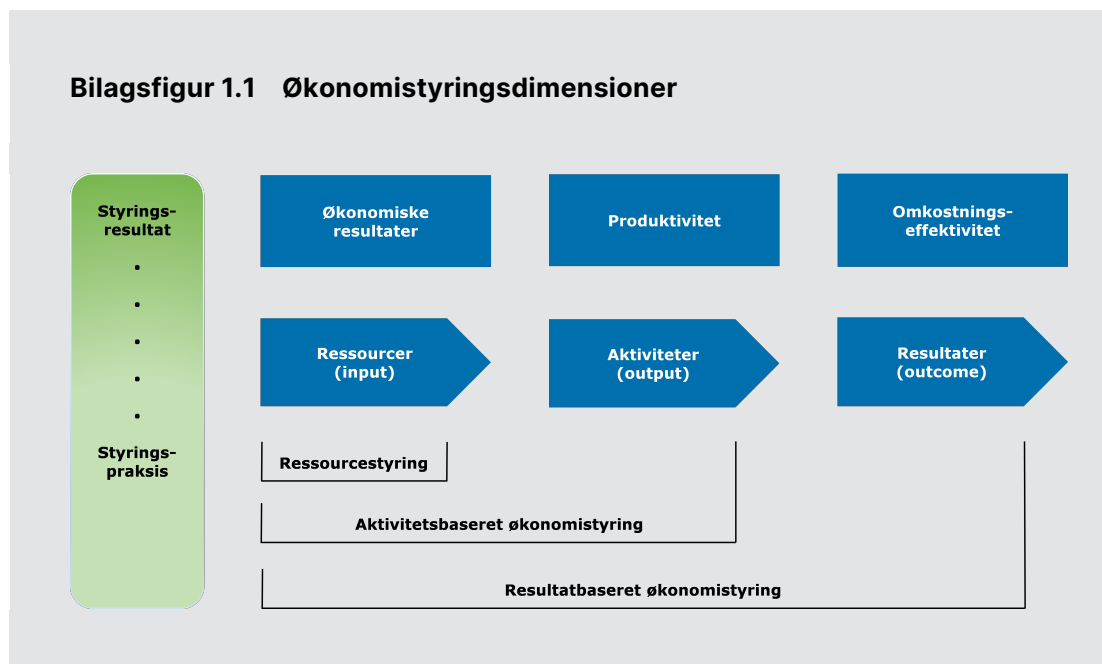 Bilagsfigur 1.1 Økonomistyringsdimensioner
Styrings-
resultat
Styrings-
praksis
Økonomiske
resultater
Produktivitet
Omkostnings-
effektivitet
Ressourcer
(input)
Aktiviteter
(output)
Resultater
(outcome)
Ressourcestyring
Aktivitetsbaseret økonomistyring
Resultatbaseret økonomistyring